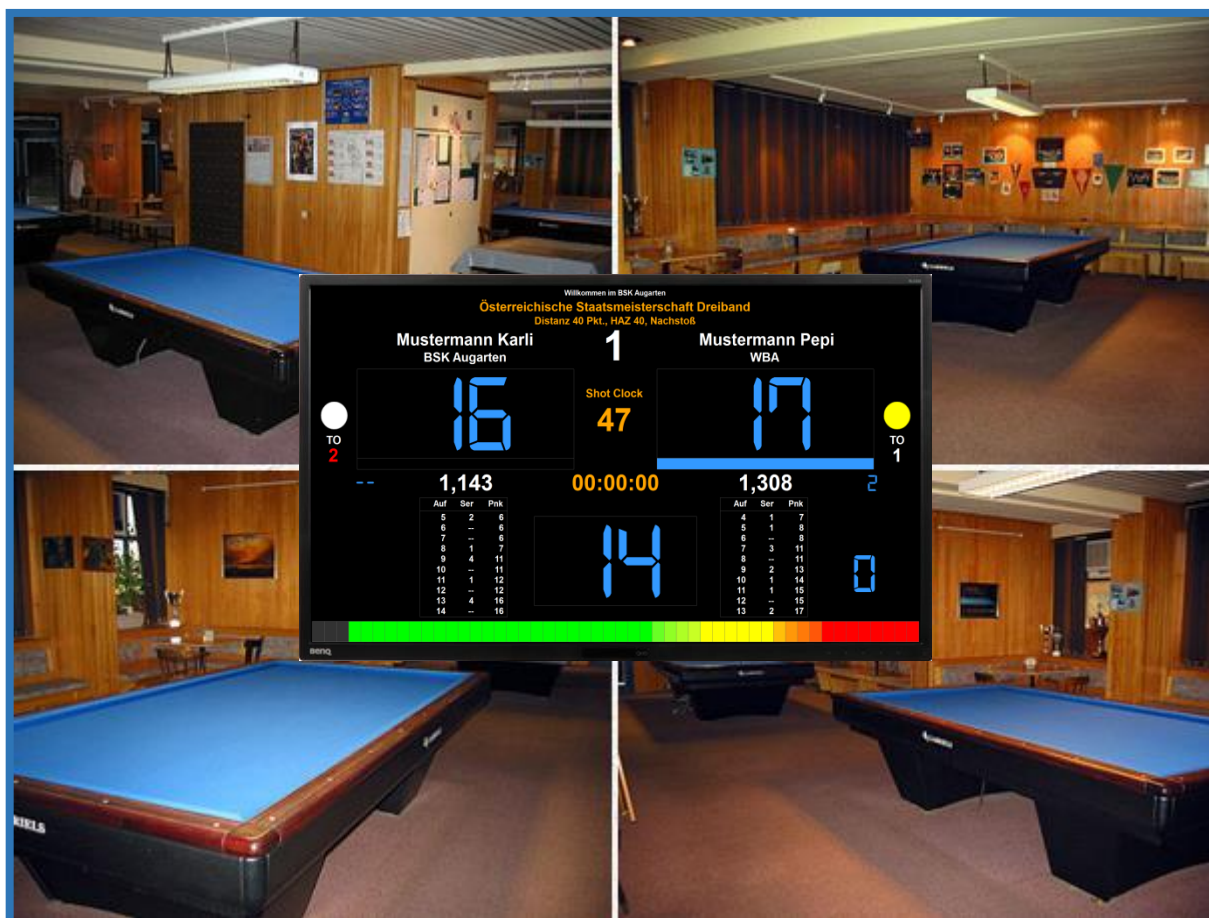 Willkommen im BSK Augarten
Österreichische Staatsmeisterschaft Dreiband
Distanz 40 Pkt., HAZ 40, Nachstoß
Mustermann Karli
1
Mustermann Pepi
BSK Augarten
WBA
16
Shot Clock
17
47
TO
2
TO
1
--
1,143
00:00:00
1,308
2
Auf Ser Pnk
5 2 6
6 -- 6
7 -- 6
8 1 7
9 4 11
10 -- 11
11 1 12
12 -- 12
13 4 16
14 -- 16
14
Auf Ser Pnk
4 1 7
5 1 8
6 -- 8
7 3 11
8 -- 11
9 2 13
10 1 14
11 1 15
12 -- 15
13 2 17
0
BenQ
RIELS